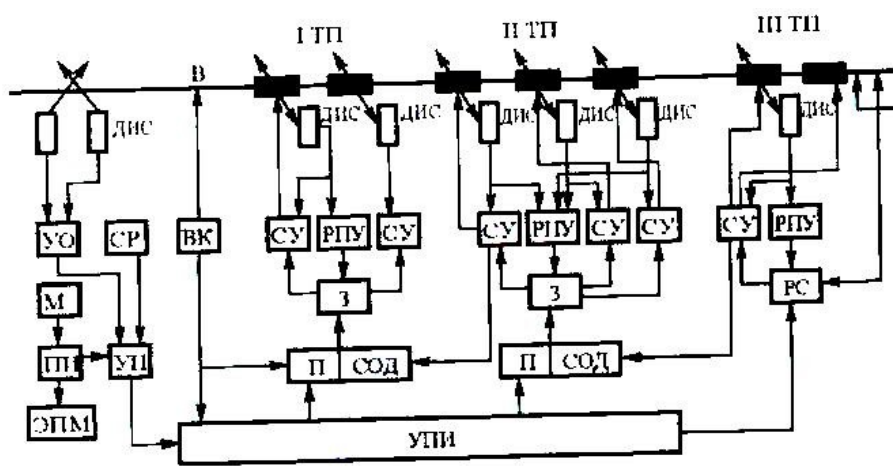 I ТП II ТП III ТП
В
ДИС ДИС ДИС ДИС ДИС ДИС
ДИС
УО СР ВК СУ РПУ СУ СУ РПУ СУ СУ СУ РПУ
М З З РС
ПП УП П СОД П СОД
ЭПМ УПИ